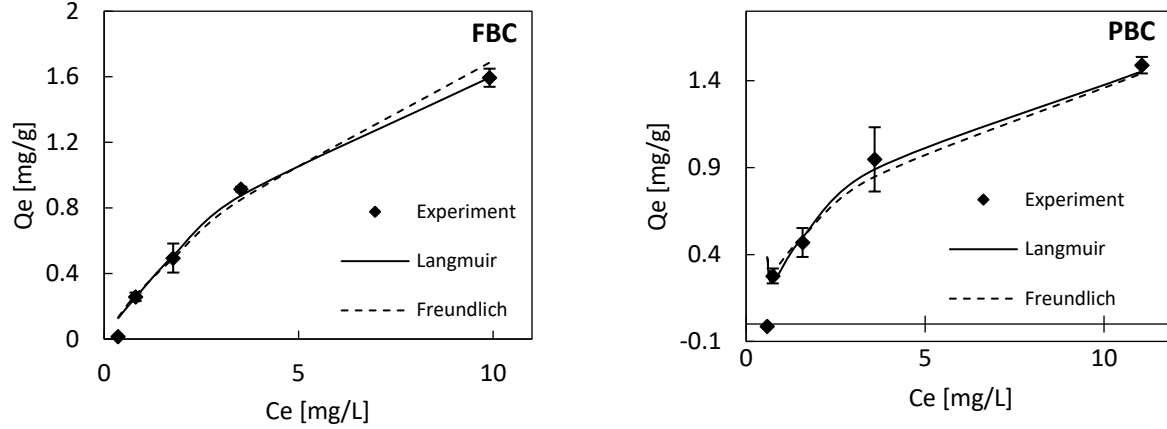 FBC
Qe [mg/g]
2
1.6
1.2
0.8
0.4
0
0
5
10
Ce [mg/L]
Experiment
Langmuir
Freundlich
PBC
Qe [mg/g]
1.4
0.9
0.4
-0.1
0
5
10
Ce [mg/L]
Experiment
Langmuir
Freundlich